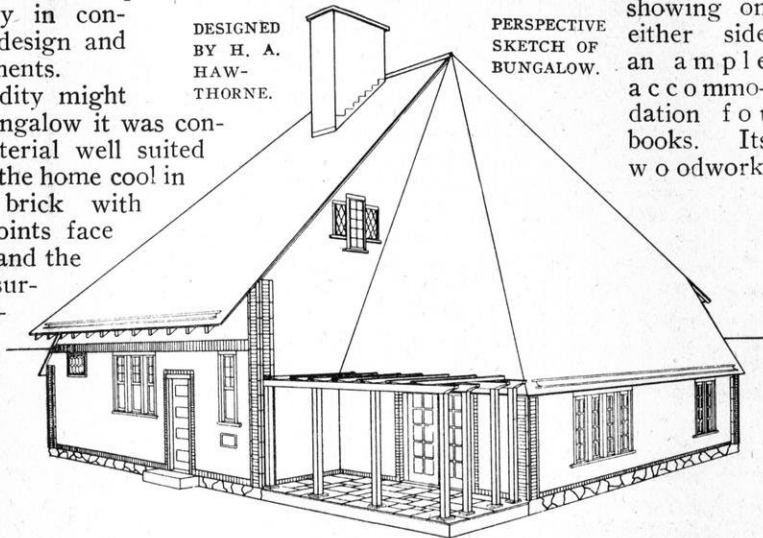 y in con-
design and
ments.
dity might
ngalow it was con-
terial well suited
the home cool in
brick with
oints face
and the
sur-
-
DESIGNED
BY H. A.
HAW-
THORNE.
PERSPECTIVE
SKETCH OF
BUNGALOW.
showing on
either side
an ample
accommo-
dation fou
books. Its
woodwork